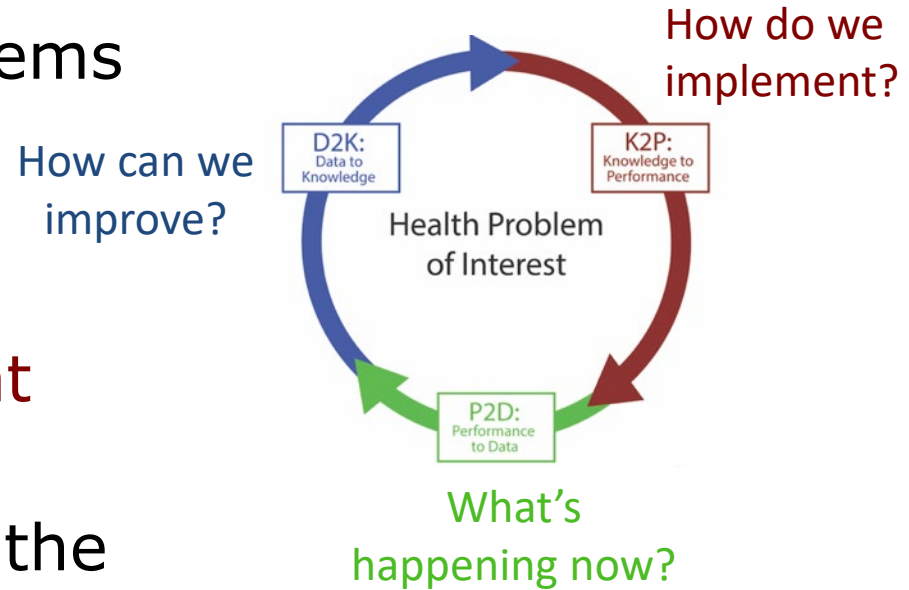 ems
How can we
improve?
nt
the
How do we
implement?
D2K:
Data to
Knowledge
K2P:
Knowledge to
Performance
Health Problem
of Interest
P2D:
Performance
to Data
What's
happening now?